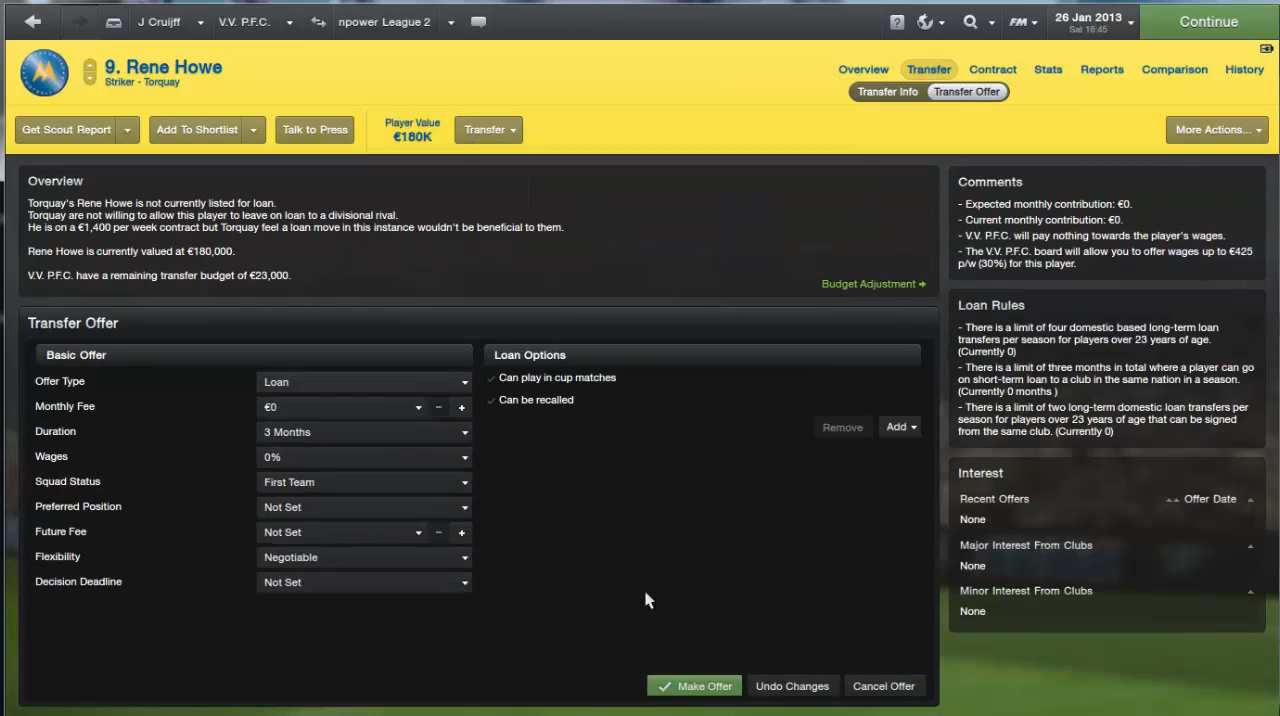 J Cruijff
V.V. P.F.C.
npower League 2
?
FM
26 Jan 2013
Sat 16:45
Continue
9. Rene Howe
Striker - Torquay
Overview
Transfer
Contract
Stats
Reports
Comparison
History
Transfer Info
Transfer Offer
Get Scout Report
Add To Shortlist
Talk to Press
Player Value
€180K
Transfer
More Actions...
Overview
Torquay's Rene Howe is not currently listed for loan.
Torquay are not willing to allow this player to leave on loan to a divisional rival.
He is on a €1,400 per week contract but Torquay feel a loan move in this instance wouldn't be beneficial to them.
Rene Howe is currently valued at €180,000.
V.V. P.F.C. have a remaining transfer budget of €23,000.
Budget Adjustment
Transfer Offer
Basic Offer
Offer Type
Loan
Monthly Fee
€0
- +
Duration
3 Months
Wages
0%
Squad Status
First Team
Preferred Position
Not Set
Future Fee
Not Set
- +
Flexibility
Negotiable
Decision Deadline
Not Set
Loan Options
Can play in cup matches
Can be recalled
Remove
Add
Make Offer
Undo Changes
Cancel Offer
Comments
- Expected monthly contribution: €0.
- Current monthly contribution: €0.
- V.V. P.F.C. will pay nothing towards the player's wages.
- The V.V. P.F.C. board will allow you to offer wages up to €425
p/w (30%) for this player.
Loan Rules
- There is a limit of four domestic based long-term loan
transfers per season for players over 23 years of age.
(Currently 0)
- There is a limit of three months in total where a player can go
on short-term loan to a club in the same nation in a season.
(Currently 0 months )
- There is a limit of two long-term domestic loan transfers per
season for players over 23 years of age that can be signed
from the same club. (Currently 0)
Interest
Recent Offers
Offer Date
None
Major Interest From Clubs
None
Minor Interest From Clubs
None